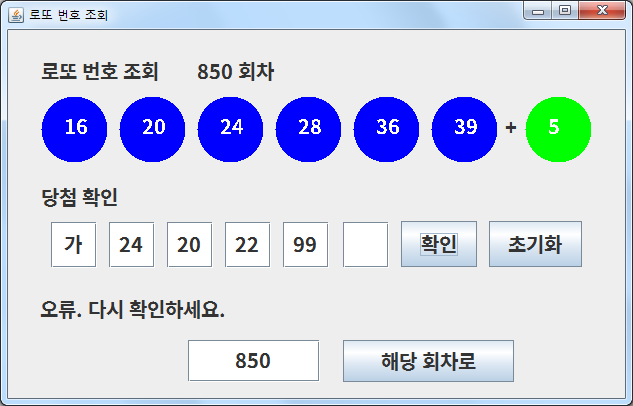 로또 번호 조회
로또 번호 조회 850 회차
16 20 24 28 36 39 + 5
당첨 확인
가 24 20 22 99 확인 초기화
오류. 다시 확인하세요.
850 해당 회차로